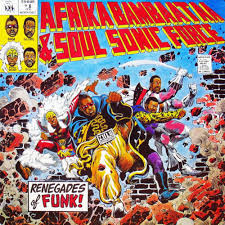 AFRIKA BAMBAATAA
& SOUL SONIC FORCE
RENEGADES
of FUNK!